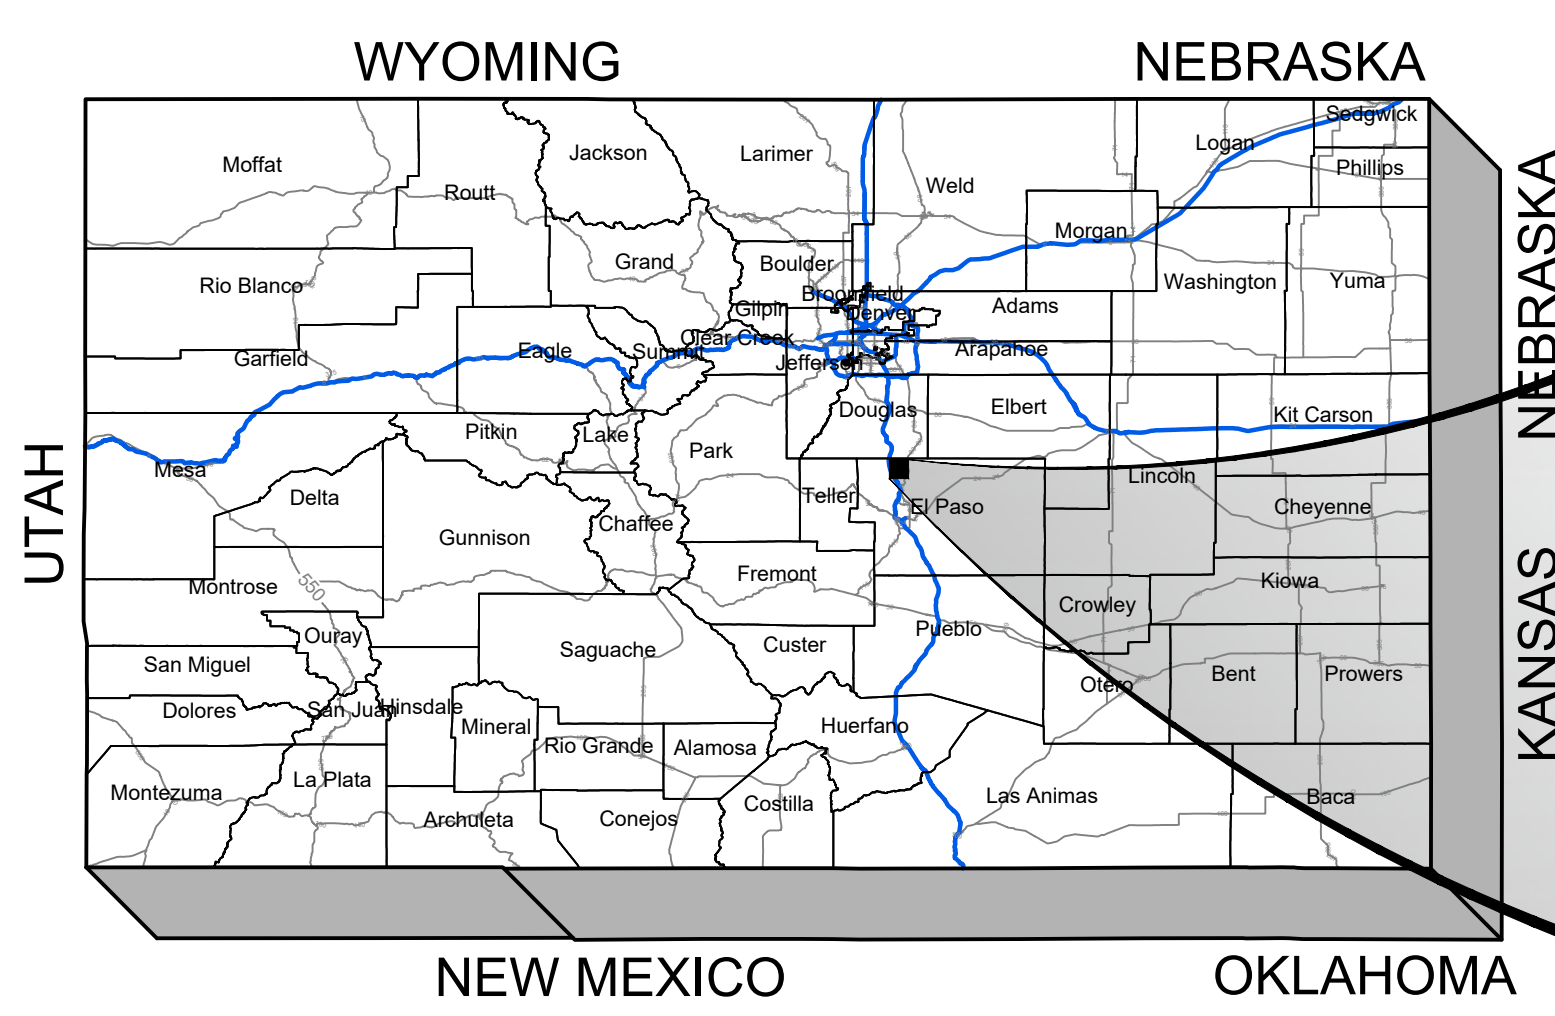 WYOMING
NEBRASKA
Sedgwick
Logan
Jackson
Larimer
Moffat
Phillips
Weld
Routt
Morgan
Grand
Boulder
Washington
Yuma
Rio Blanco
Broomfield
Adams
Gilpin
Denver
Clear Creek
Arapahoe
Eagle
Summit
Garfield
Jefferson
NEBRASKA
Douglas
Elbert
Kit Carson
Pitkin
Lake
Park
Mesa
Lincoln
UTAH
Delta
Teller
El Paso
Cheyenne
Chaffee
Gunnison
Fremont
Kiowa
Montrose
550
Crowley
KANSAS
Ouray
Pueblo
Custer
Saguache
San Miguel
Bent
Prowers
Otero
Dolores
San Juan
Hinsdale
Mineral
Huerfano
Rio Grande
Alamosa
La Plata
Montezuma
Las Animas
Baca
Costilla
Archuleta
Conejos
NEW MEXICO
OKLAHOMA